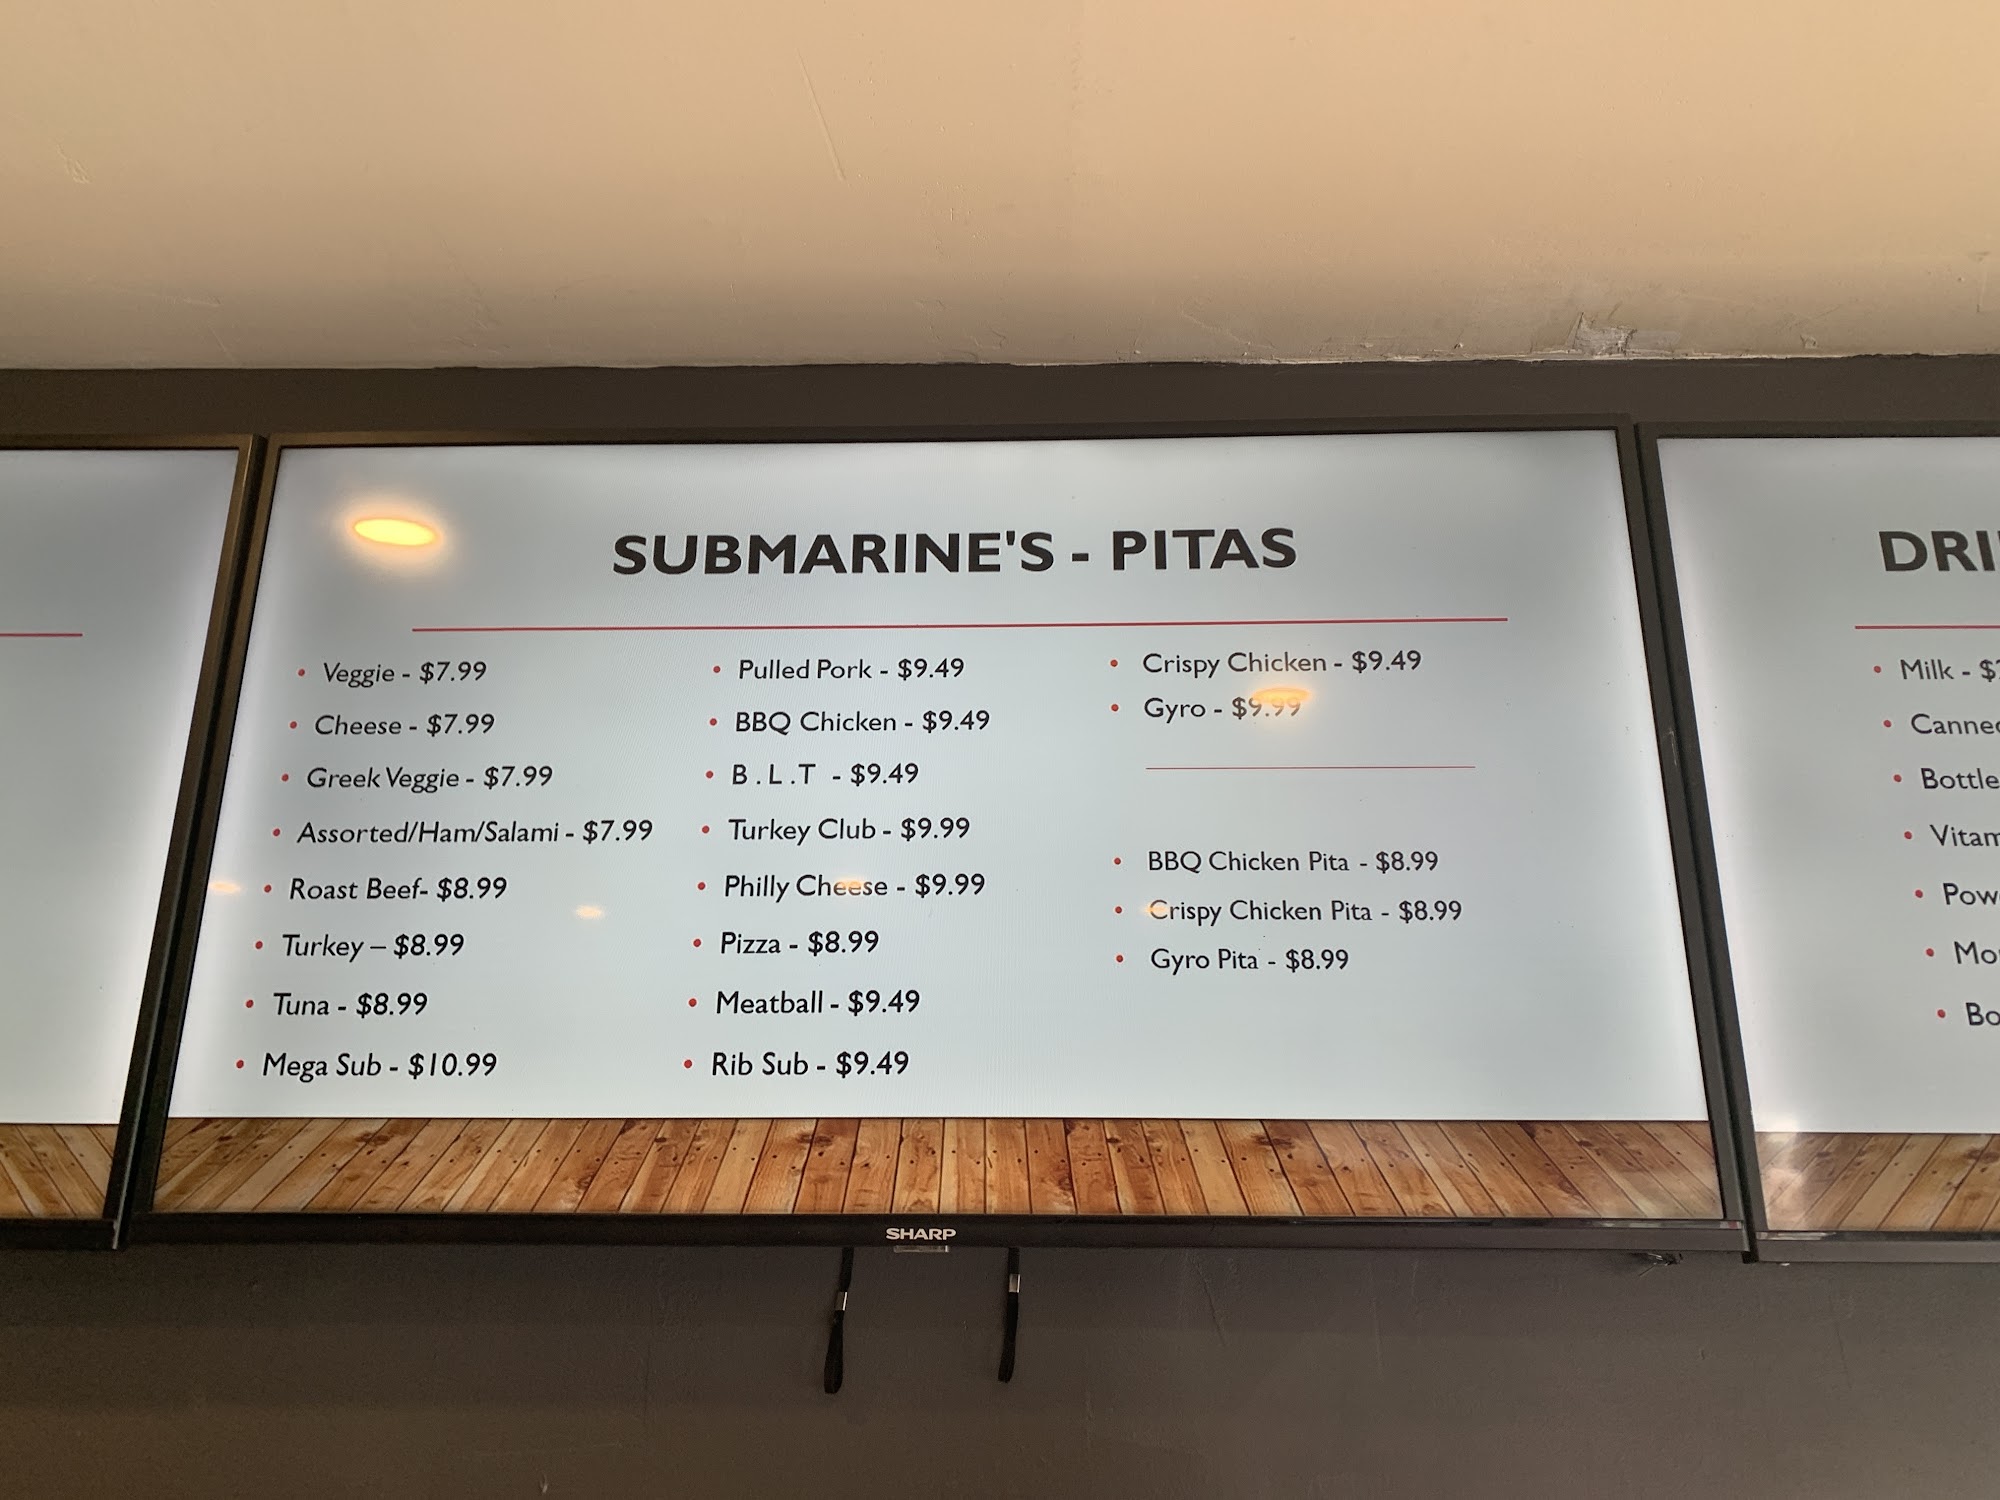 SUBMARINE'S - PITAS
• Veggie - $7.99
• Cheese - $7.99
• Greek Veggie - $7.99
• Assorted/Ham/Salami - $7.99
• Roast Beef- $8.99
• Turkey – $8.99
• Tuna - $8.99
• Mega Sub - $10.99
• Pulled Pork - $9.49
• BBQ Chicken - $9.49
• B . L . T - $9.49
• Turkey Club - $9.99
• Philly Cheese - $9.99
• Pizza - $8.99
• Meatball - $9.49
• Rib Sub - $9.49
• Crispy Chicken - $9.49
• Gyro - $9.99
• BBQ Chicken Pita - $8.99
• Crispy Chicken Pita - $8.99
• Gyro Pita - $8.99
SHARP
DRI
• Milk - $
• Canne
• Bottle
• Vitam
• Pow
• Mo
• Bo